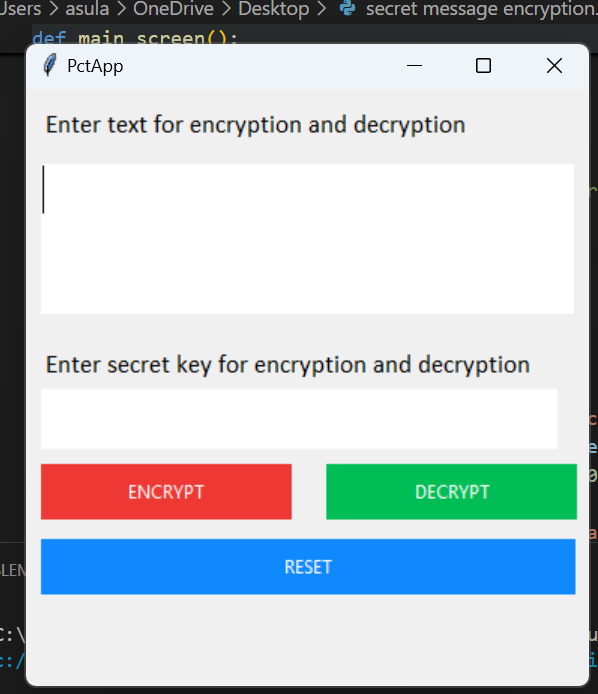 Users > asula > OneDrive > Desktop > secret message encryption.
def main_screen():
PctApp
Enter text for encryption and decryption
Enter secret key for encryption and decryption
ENCRYPT
DECRYPT
RESET
C:\
c:/